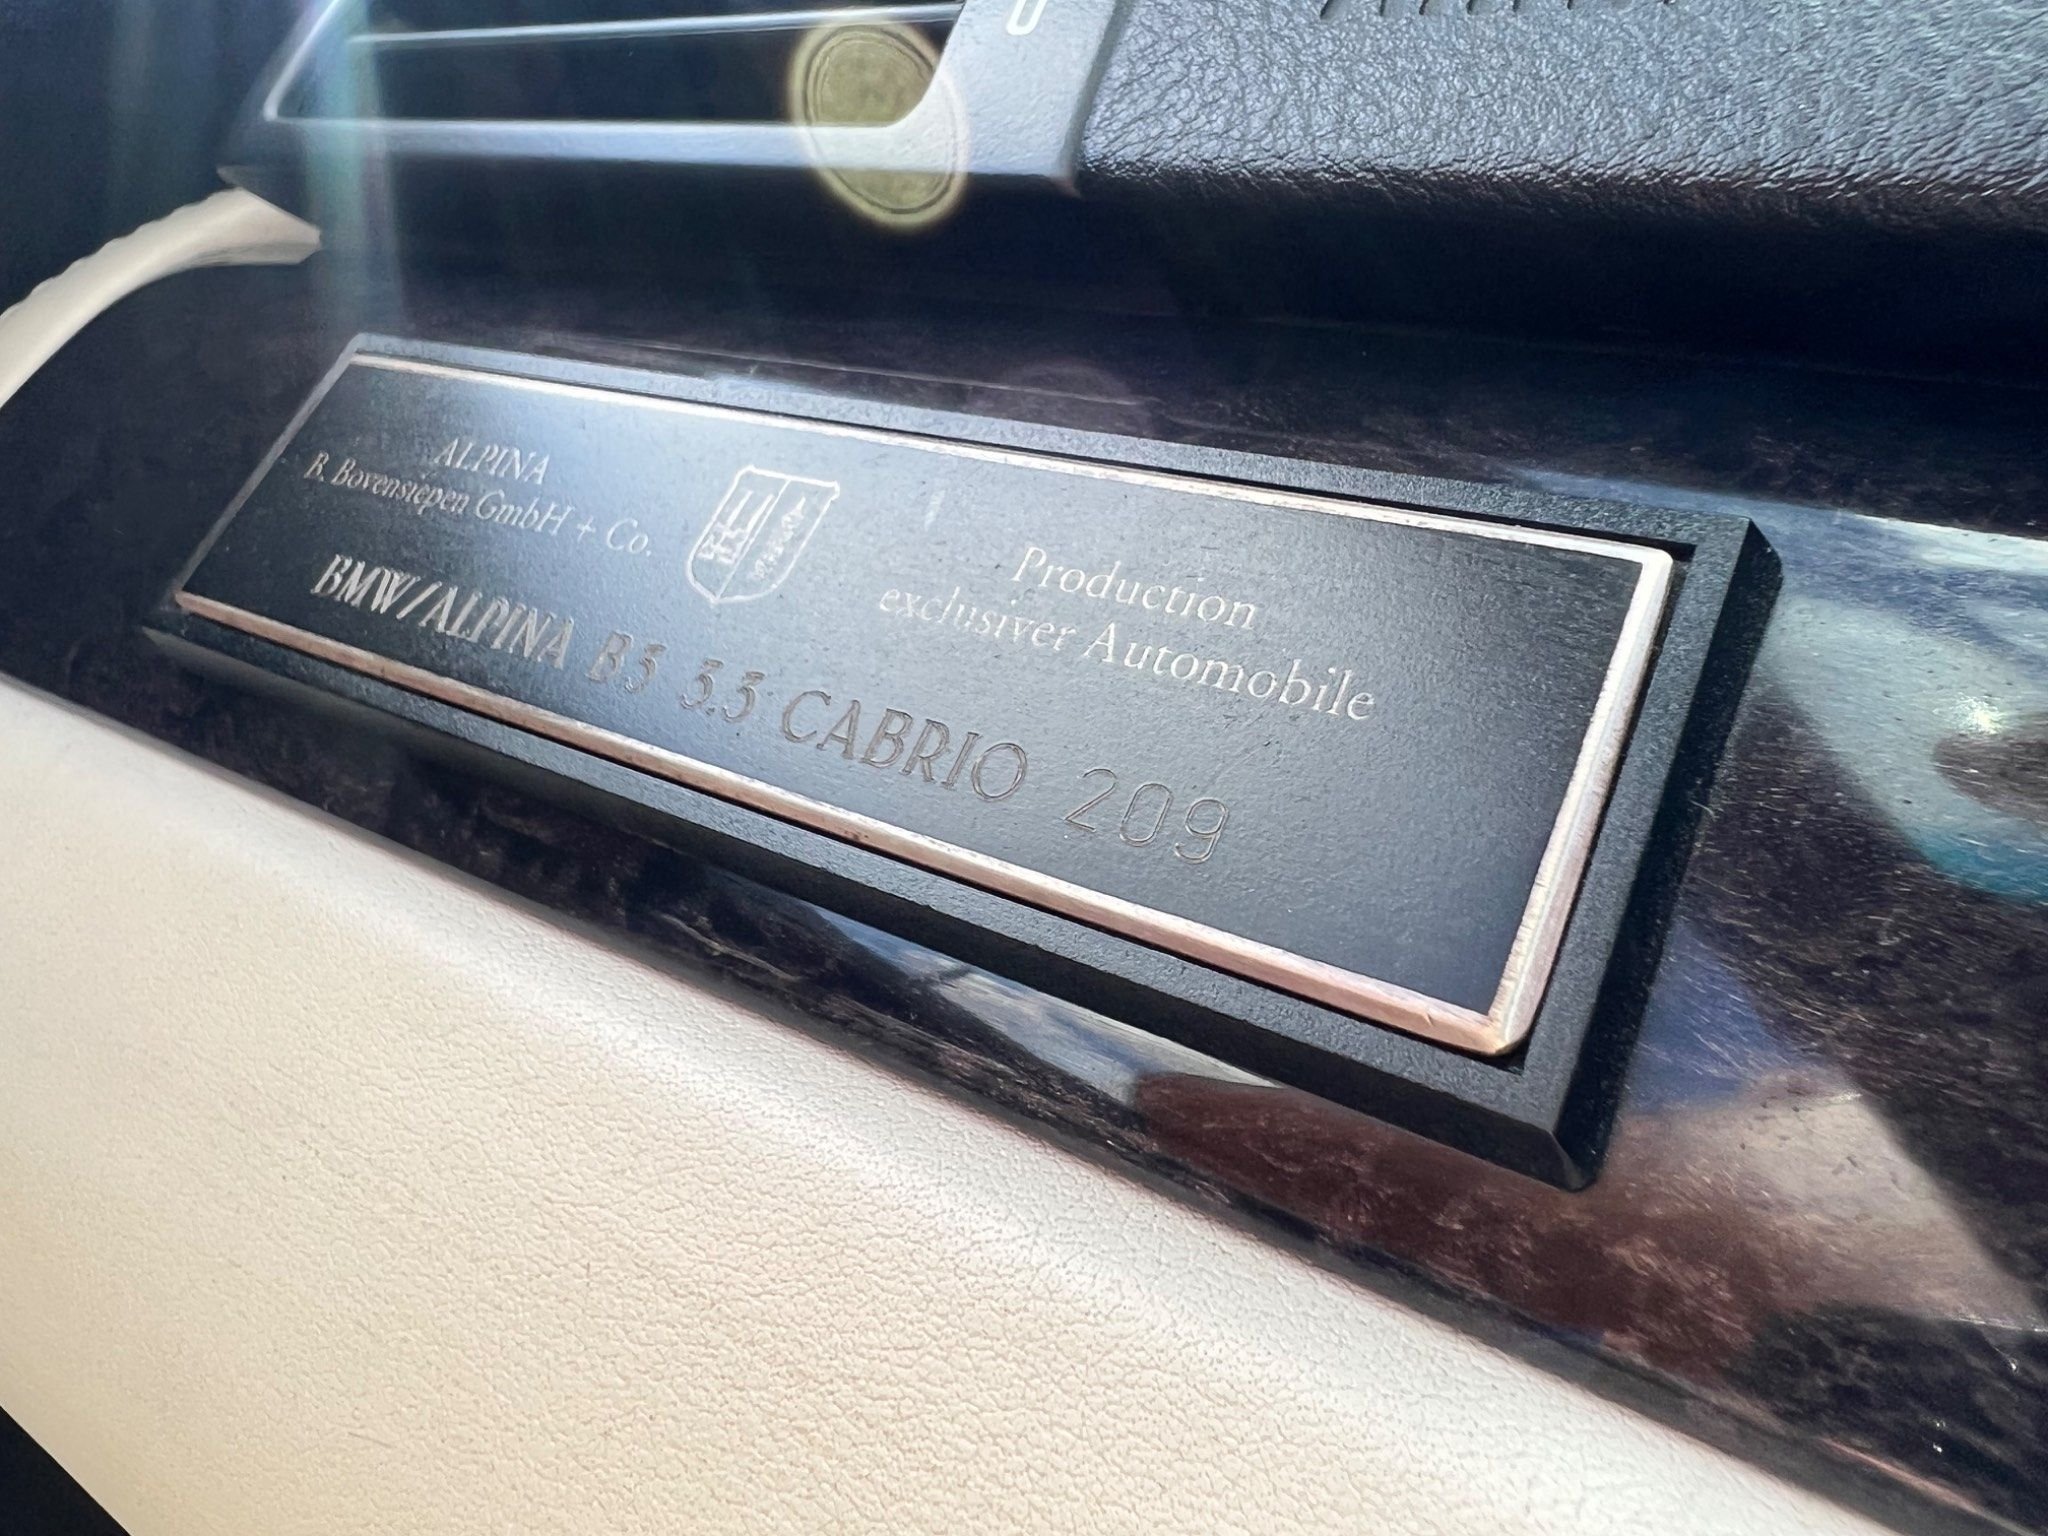 ALPINA
R. Bovensiepen GmbH + Co.
Production
exclusiver Automobile
BMW/ALPINA B3 3.3 CABRIO 209